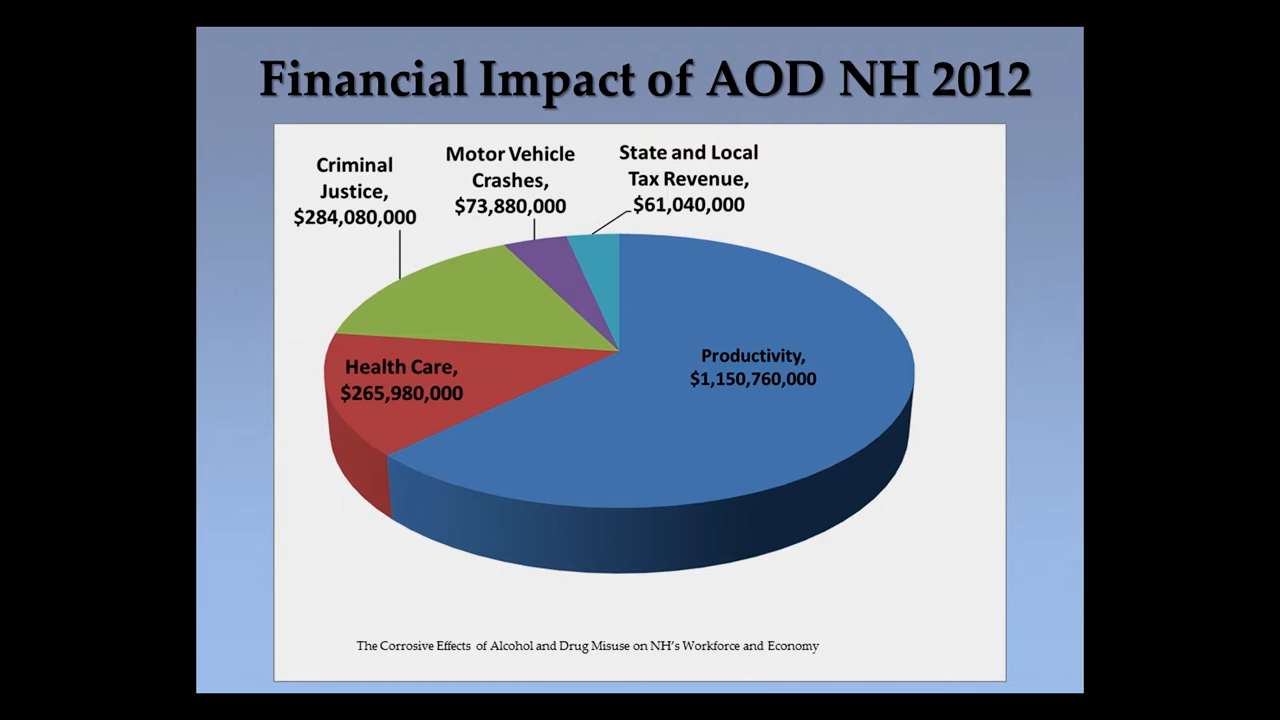 Financial Impact of AOD NH 2012
Criminal
Justice,
$284,080,000
Motor Vehicle
Crashes,
$73,880,000
State and Local
Tax Revenue,
$61,040,000
Health Care,
$265,980,000
Productivity,
$1,150,760,000
The Corrosive Effects of Alcohol and Drug Misuse on NH's Workforce and Economy